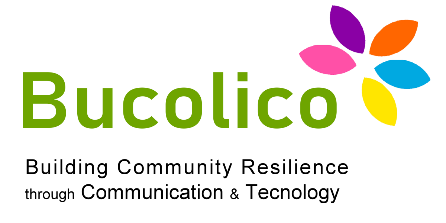 Bucolico
Building Community Resilience
through Communication & Tecnology